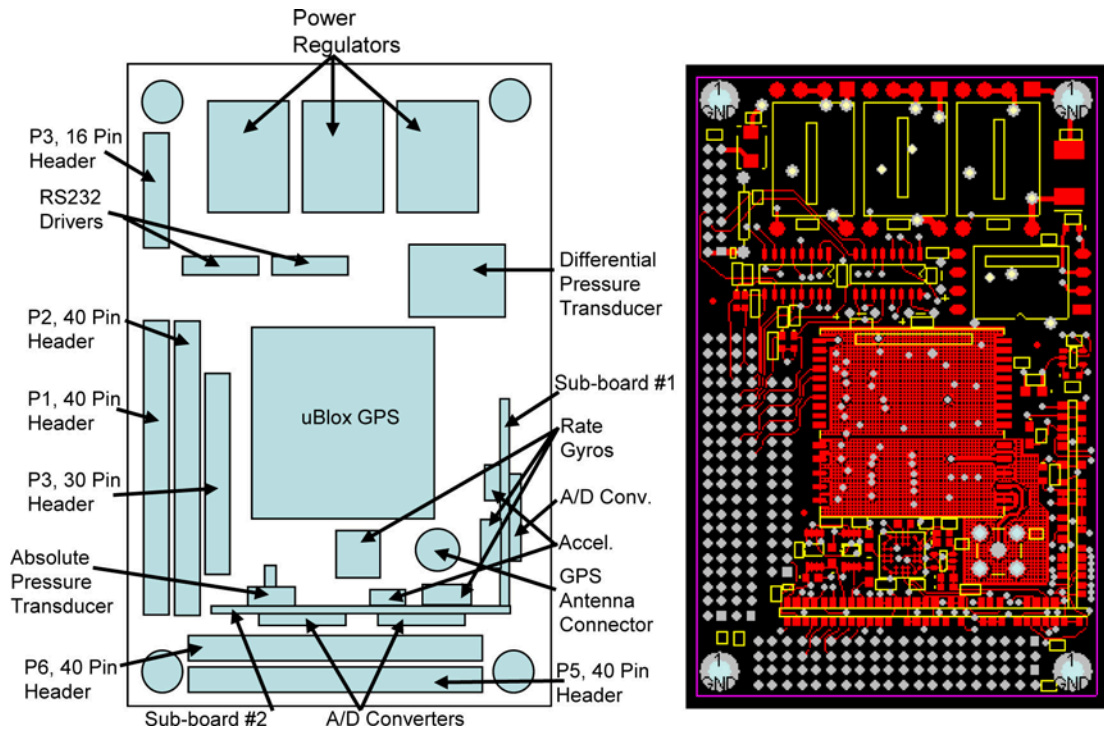 Power
Regulators
P3, 16 Pin
Header
RS232
Drivers
Differential
Pressure
Transducer
P2, 40 Pin
Header
Sub-board #1
P1, 40 Pin
Header
uBlox GPS
Rate
Gyros
P3, 30 Pin
Header
A/D Conv.
Absolute
Pressure
Transducer
Accel.
GPS
Antenna
Connector
P6, 40 Pin
Header
P5, 40 Pin
Header
Sub-board #2
A/D Converters
1
GND
1
GND
1
GND
1
GND